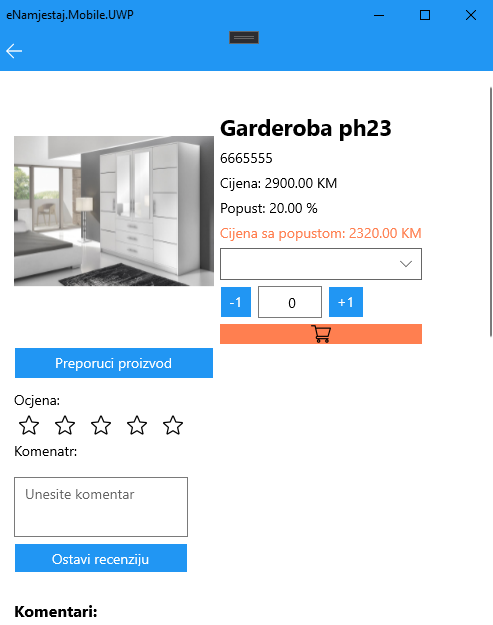 eNamjestaj.Mobile.UWP
Garderoba ph23
6665555
Cijena: 2900.00 KM
Popust: 20.00 %
Cijena sa popustom: 2320.00 KM
-1 0 +1
Preporuci proizvod
Ocjena:
Komenatr:
Unesite komentar
Ostavi recenziju
Komentari: